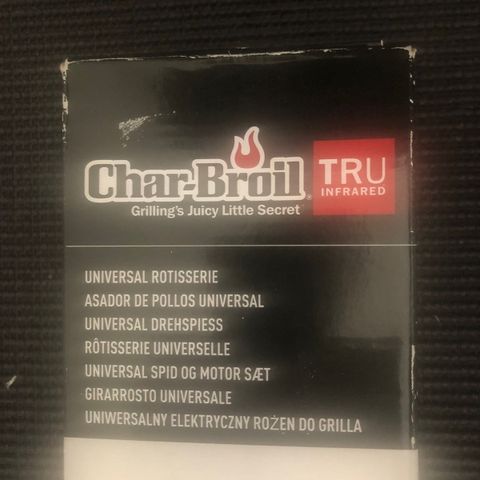 Char-Broil®
TRU
INFRARED
Grilling's Juicy Little Secret
UNIVERSAL ROTISSERIE
ASADOR DE POLLOS UNIVERSAL
UNIVERSAL DREHSPIESS
RÔTISSERIE UNIVERSELLE
UNIVERSAL SPID OG MOTOR SÆT
GIRARROSTO UNIVERSALE
UNIWERSALNY ELEKTRYCZNY ROŻEN DO GRILLA